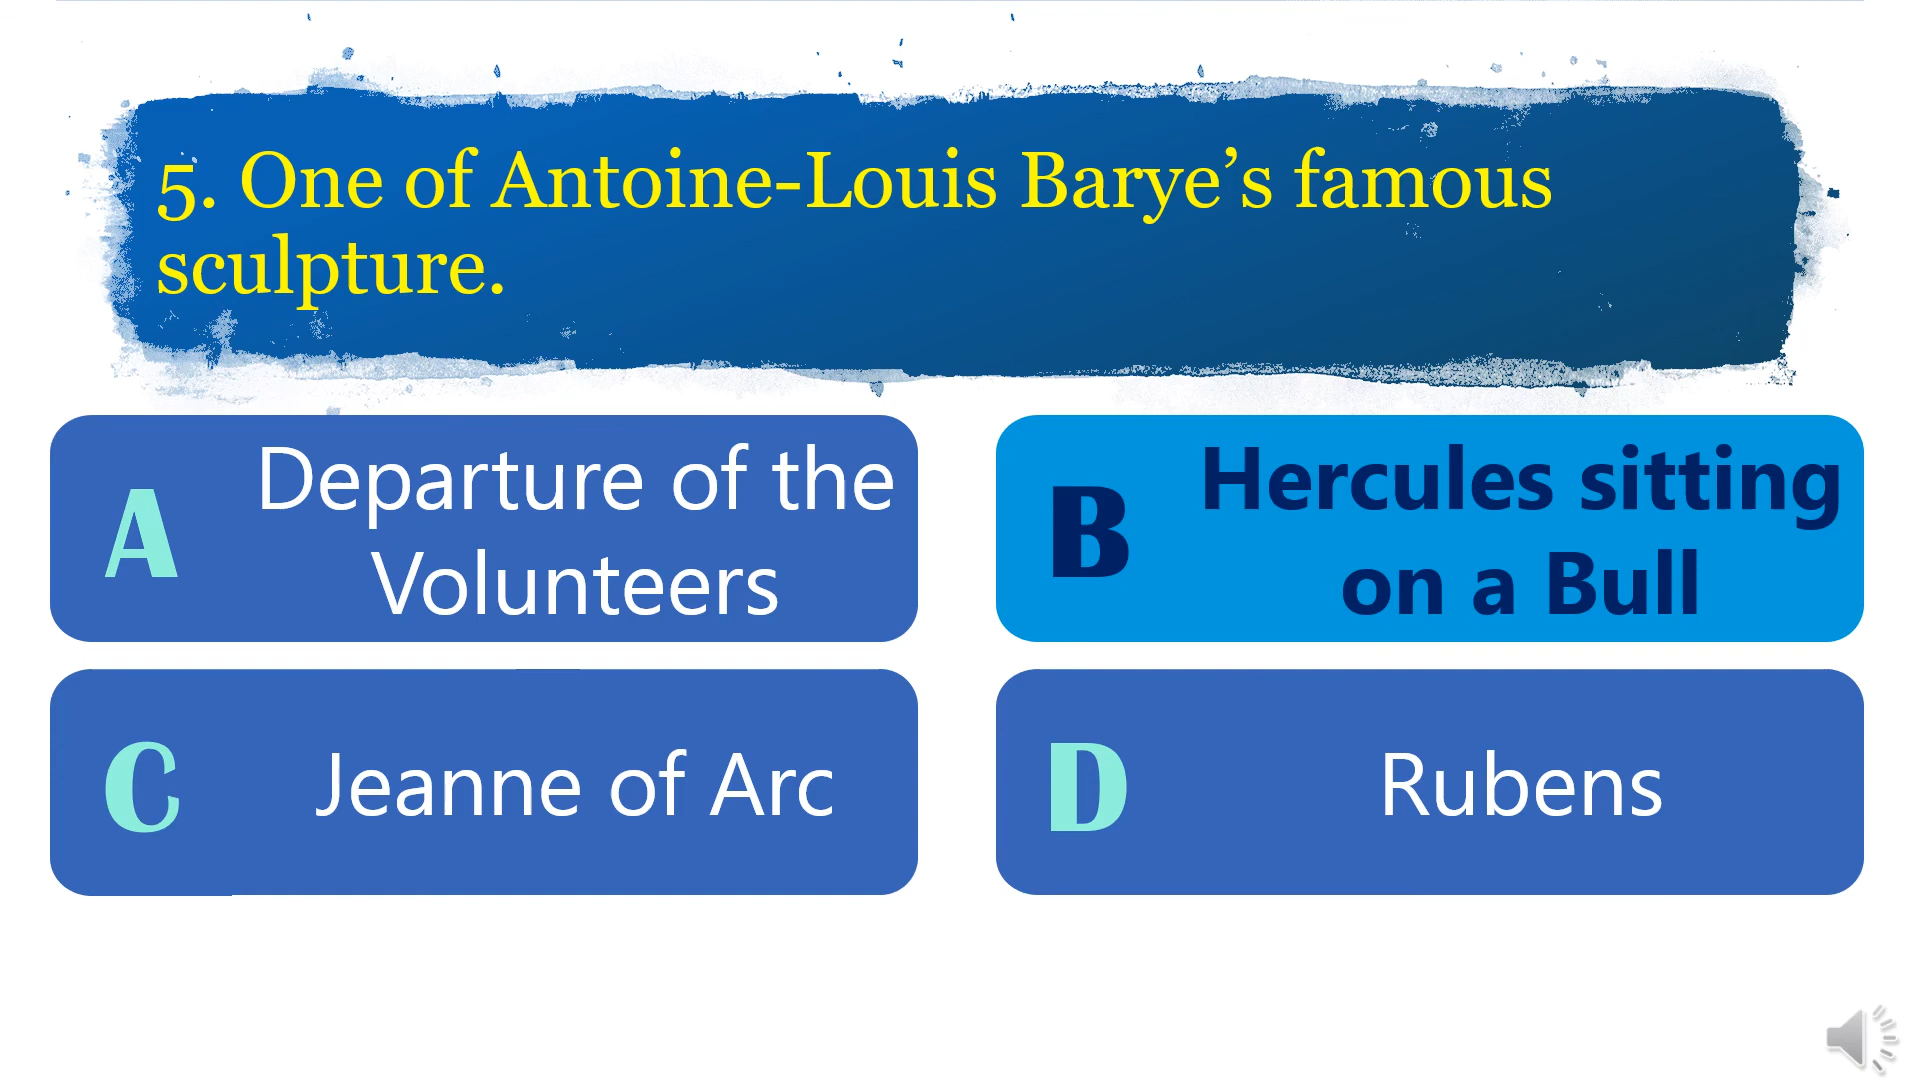 5. One of Antoine-Louis Barye’s famous
sculpture.
A
Departure of the
Volunteers
B
Hercules sitting
on a Bull
C
Jeanne of Arc
D
Rubens